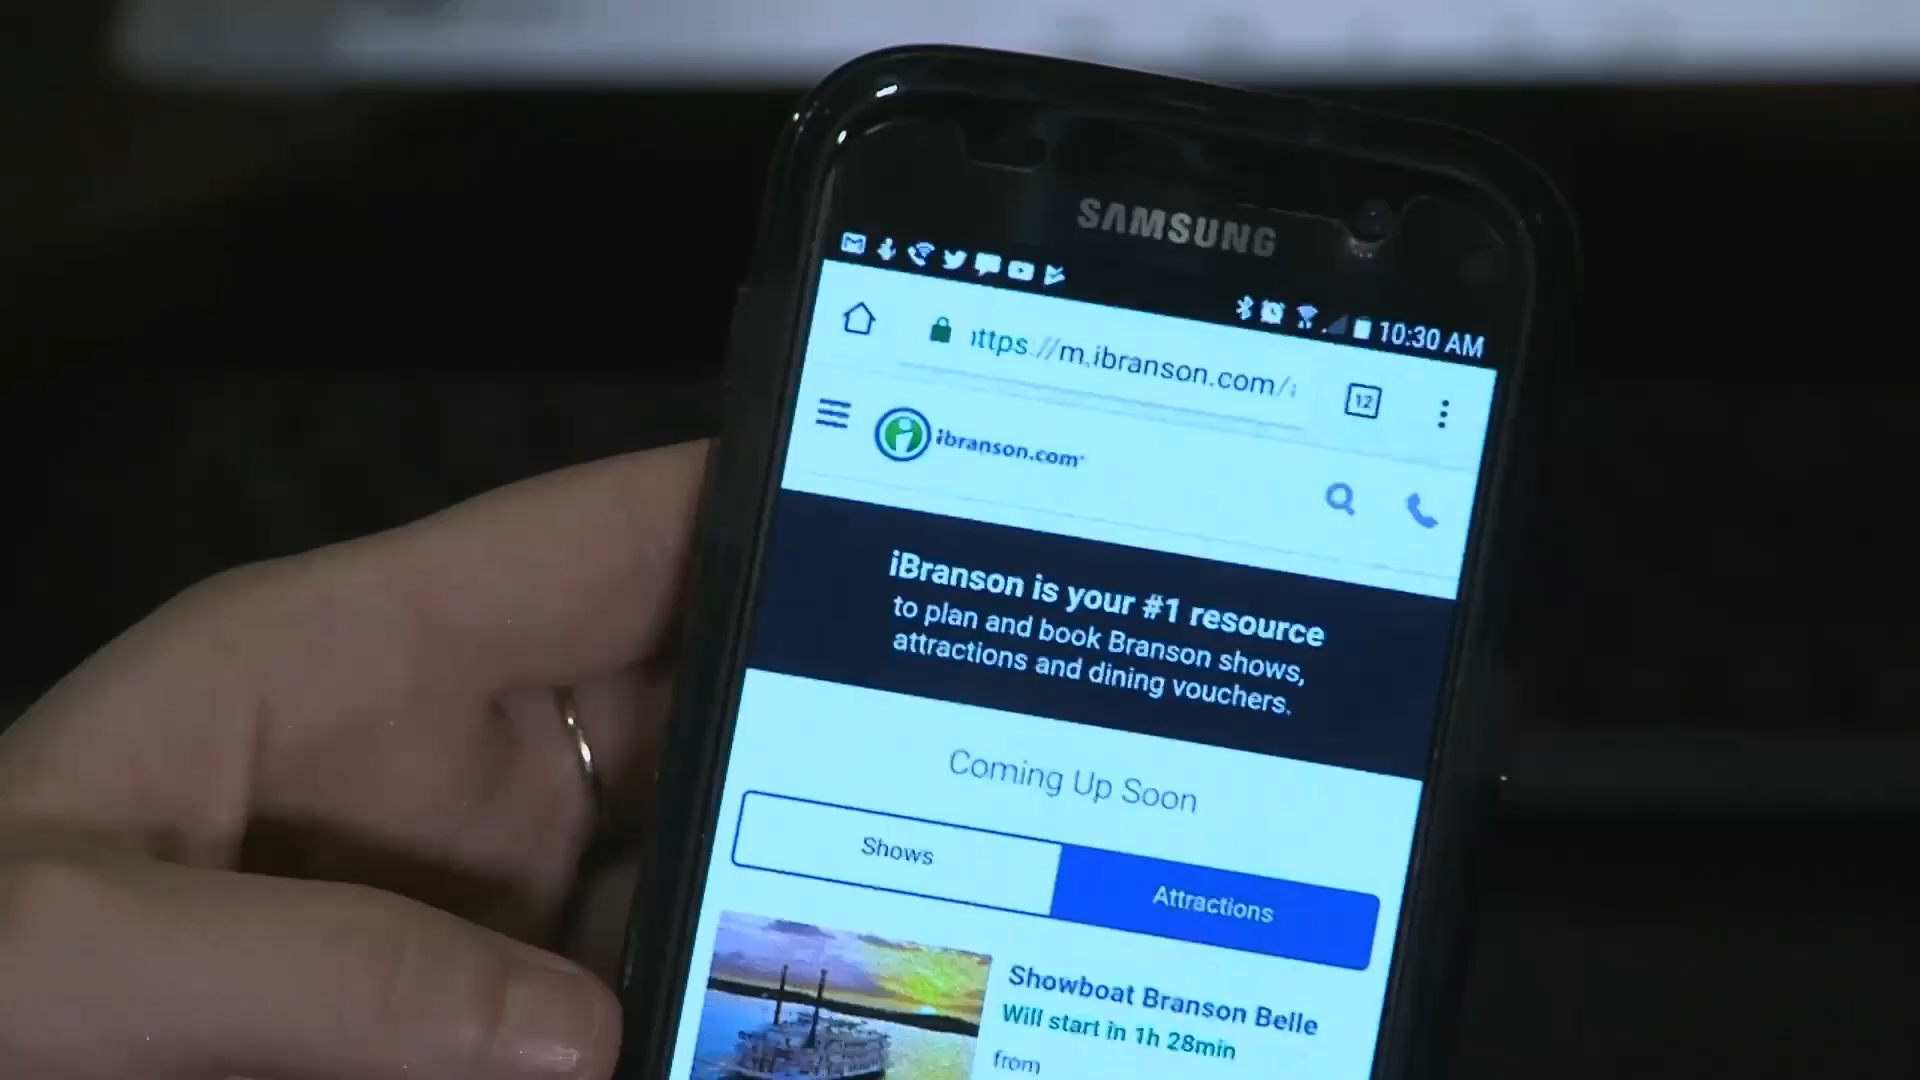 SAMSUNG
10:30 AM
ttps://m.ibranson.com/
12
ibranson.com
iBranson is your #1 resource
to plan and book Branson shows,
attractions and dining vouchers.
Coming Up Soon
Shows
Attractions
Showboat Branson Belle
Will start in 1h 28min
from